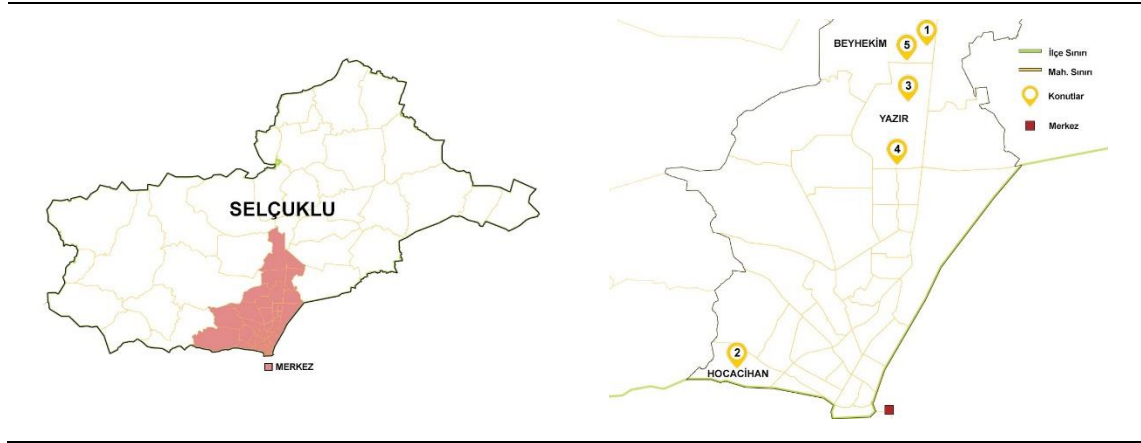 SELÇUKLU
MERKEZ
1
BEYHEKİM
5
3
YAZIR
4
2
HOCACİHAN
İlçe Sınırı
Mah. Sınırı
Konutlar
Merkez